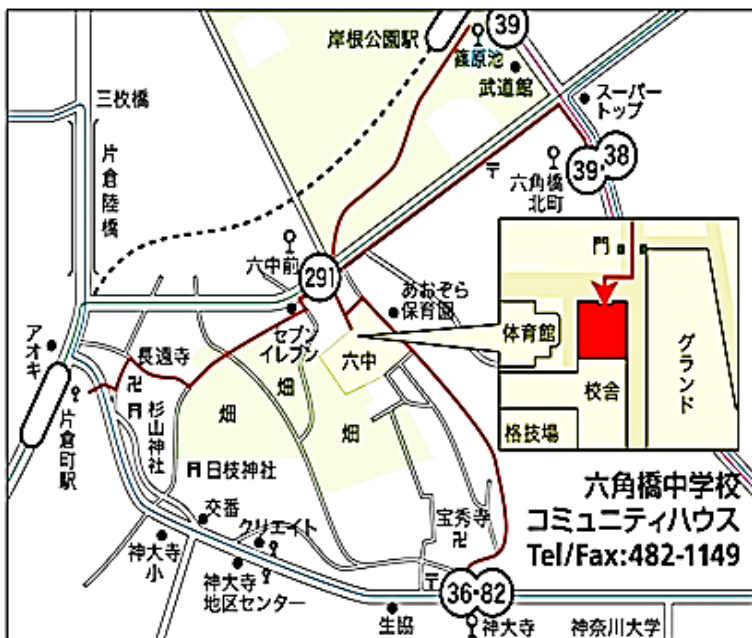 岸根公園駅
39
篠原池
武道館
スーパー
トップ
三枚橋
片倉陸橋
〒
六角橋
北町
39・38
六中前
291
あおぞら
保育園
門
体育館
グランド
校舎
格技場
セブン
イレブン
六中
アオキ
長遠寺
卍
杉山神社
片倉町駅
畑
畑
畑
日枝神社
宝秀寺
卍
交番
クリエイト
神大寺
小
神大寺
地区センター
〒
36・82
生協
神大寺
神奈川大学
六角橋中学校
コミュニティハウス
Tel/Fax:482-1149